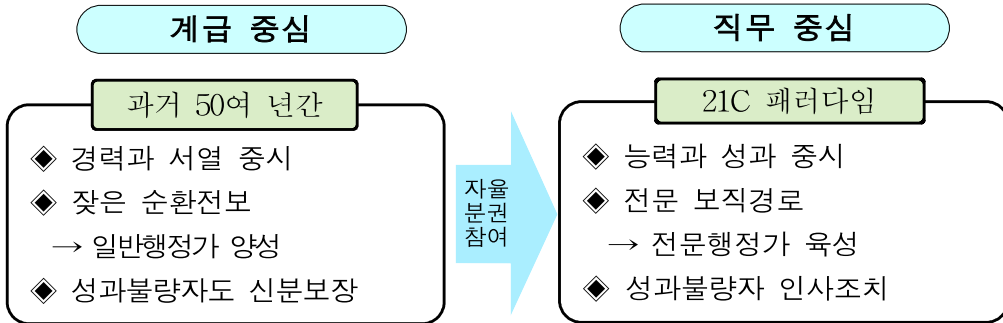 계급 중심
과거 50여 년간
◈ 경력과 서열 중시
◈ 잦은 순환전보
→ 일반행정가 양성
◈ 성과불량자도 신분보장
자율
분권
참여
직무 중심
21C 패러다임
◈ 능력과 성과 중시
◈ 전문 보직경로
→ 전문행정가 육성
◈ 성과불량자 인사조치